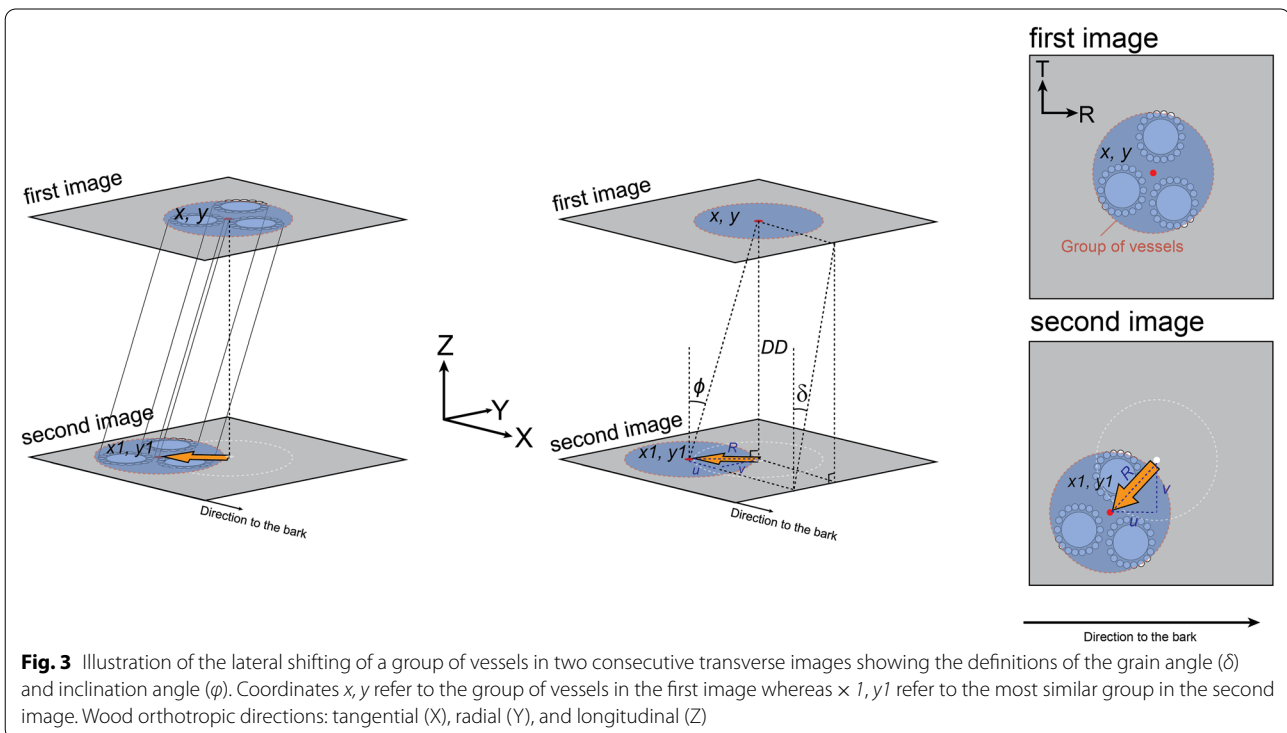 first image
x, y
second image
x1, y1
Direction to the bark
Z
Y
X
first image
x, y
DD
ϕ
δ
second image
x1, y1
R
u
v
Direction to the bark
first image
T
R
x, y
Group of vessels
second image
x1, y1
R
v
u
Direction to the bark
Fig. 3 Illustration of the lateral shifting of a group of vessels in two consecutive transverse images showing the definitions of the grain angle (δ)
and inclination angle (φ). Coordinates x, y refer to the group of vessels in the first image whereas × 1, y1 refer to the most similar group in the second
image. Wood orthotropic directions: tangential (X), radial (Y), and longitudinal (Z)